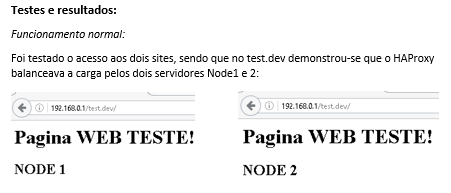 Testes e resultados:
Funcionamento normal:
Foi testado o acesso aos dois sites, sendo que no test.dev demonstrou-se que o HAProxy
balanceava a carga pelos dois servidores Node1 e 2:
192.168.0.1/test.dev/
Pagina WEB TESTE!
NODE 1
192.168.0.1/test.dev/
Pagina WEB TESTE!
NODE 2